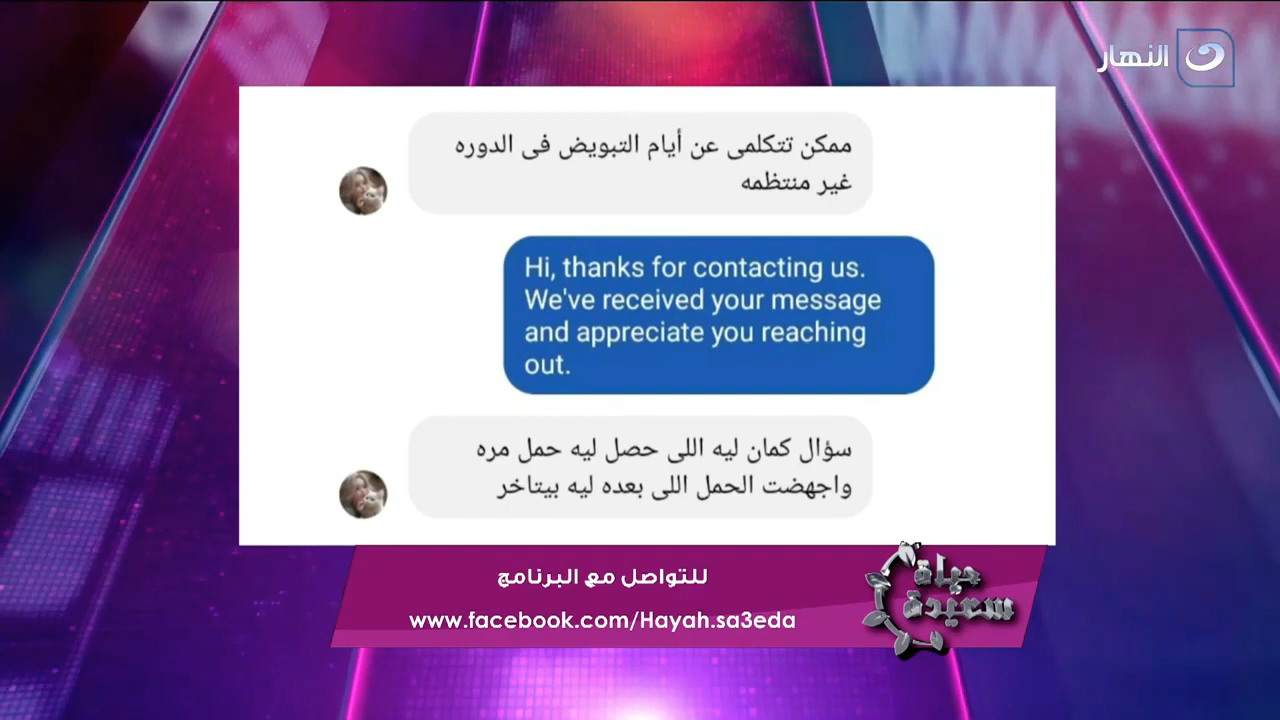 النهار
ممكن تتكلمى عن أيام التبويض فى الدوره
غير منتظمه
Hi, thanks for contacting us.
We've received your message
and appreciate you reaching
out.
سؤال كمان ليه اللى حصل ليه حمل مره
واجهضت الحمل اللى بعده ليه بيتاخر
للتواصل مع البرنامج
www.facebook.com/Hayah.sa3eda
حياة
سعيدة